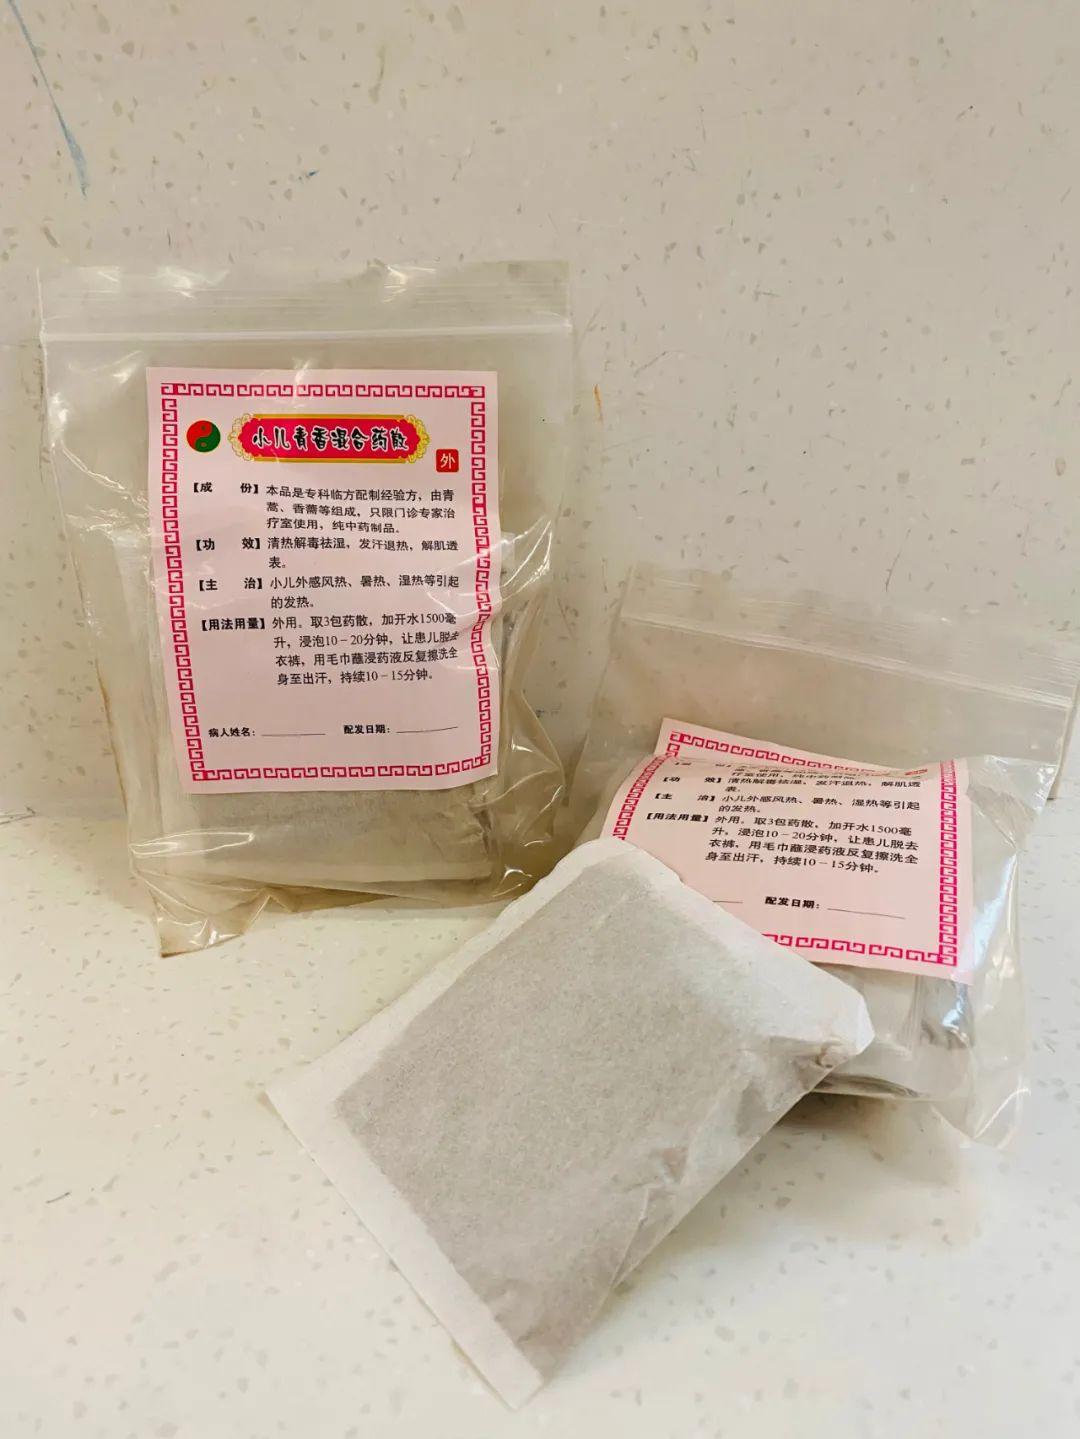 小儿青香混合药散
外
【成 份】本品是专科临方配制经验方，由青
蒿、香薷等组成，只限门诊专家治
疗室使用，纯中药制品。
【功 效】清热解毒祛湿，发汗退热，解肌透
表。
【主 治】小儿外感风热、暑热、湿热等引起
的发热。
【用法用量】外用。取3包药散，加开水1500毫
升，浸泡10－20分钟，让患儿脱去
衣裤，用毛巾蘸浸药液反复擦洗全
身至出汗，持续10－15分钟。
病人姓名： 配发日期：
疗室使用，纯中药制品。
【功 效】清热解毒祛湿，发汗退热，解肌透
表。
【主 治】小儿外感风热、暑热、湿热等引起
的发热。
【用法用量】外用。取3包药散，加开水1500毫
升，浸泡10－20分钟，让患儿脱去
衣裤，用毛巾蘸浸药液反复擦洗全
身至出汗，持续10－15分钟。
配发日期：